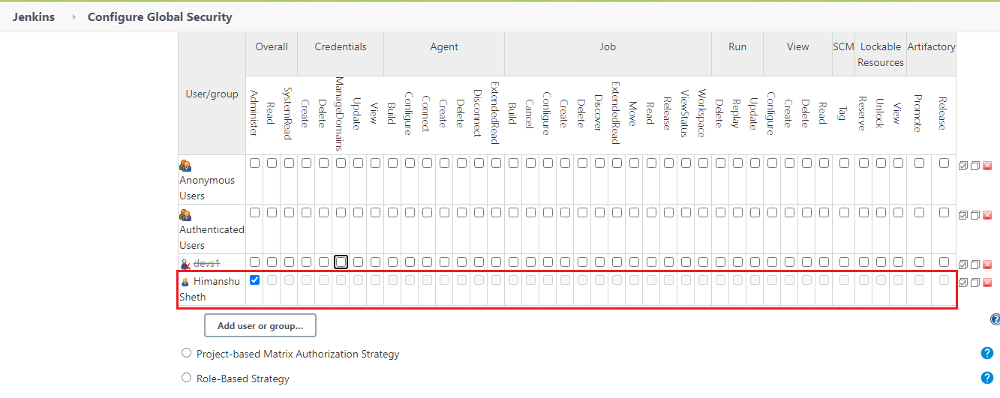 Jenkins › Configure Global Security
User/group Overall Credentials Agent Job Run View SCM Lockable Resources Artifactory
Administer Read SystemRead Create Delete ManageDomains Update View Build Configure Connect Create Delete Disconnect ExtendedRead Build Cancel Configure Create Delete Discover ExtendedRead Move Read Release ViewStatus Workspace Delete Replay Update Configure Create Delete Read Tag Reserve Unlock View Promote Release
Anonymous
Users
Authenticated
Users
devs1
Himanshu
Sheth
Add user or group...
Project-based Matrix Authorization Strategy
Role-Based Strategy